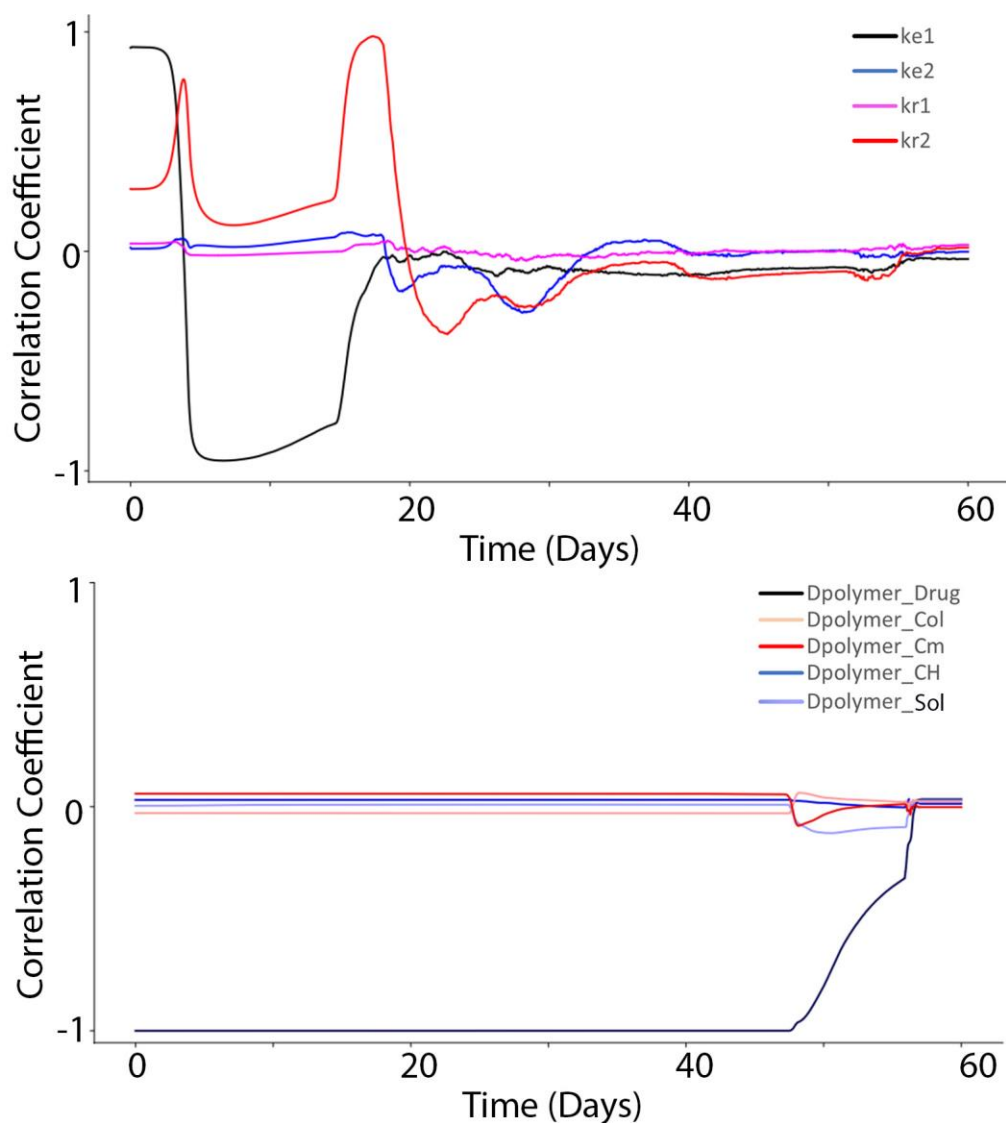 1
ke1
ke2
kr1
kr2
Correlation Coefficient
0
-1
0
20
40
60
Time (Days)
1
Dpolymer_Drug
Dpolymer_Col
Dpolymer_Cm
Dpolymer_CH
Dpolymer_Sol
Correlation Coefficient
0
-1
0
20
40
60
Time (Days)